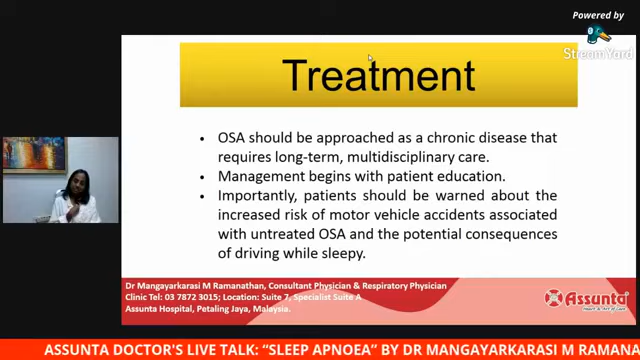 Powered by
StreamYard
Treatment
• OSA should be approached as a chronic disease that
requires long-term, multidisciplinary care.
• Management begins with patient education.
• Importantly, patients should be warned about the
increased risk of motor vehicle accidents associated
with untreated OSA and the potential consequences
of driving while sleepy.
Dr Mangayarkarasi M Ramanathan, Consultant Physician & Respiratory Physician
Clinic Tel: 03 7872 3015; Location: Suite 7, Specialist Suite A
Assunta Hospital, Petaling Jaya, Malaysia.
Assunta
Heart & Art of Care
ASSUNTA DOCTOR'S LIVE TALK: “SLEEP APNOEA” BY DR MANGAYARKARASI M RAMANA